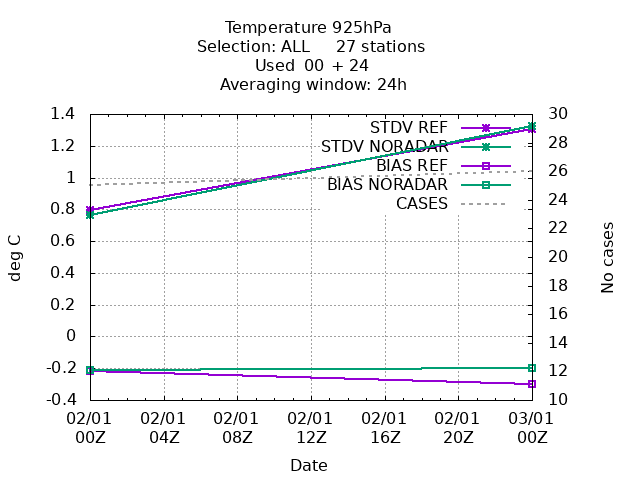 Temperature 925hPa
Selection: ALL 27 stations
Used 00 + 24
Averaging window: 24h
1.4
1.2
1
0.8
0.6
0.4
0.2
0
-0.2
-0.4
deg C
30
28
26
24
22
20
18
16
14
12
10
No cases
STDV REF
STDV NORADAR
BIAS REF
BIAS NORADAR
CASES
02/01 02/01 02/01 02/01 02/01 02/01 03/01
00Z 04Z 08Z 12Z 16Z 20Z 00Z
Date